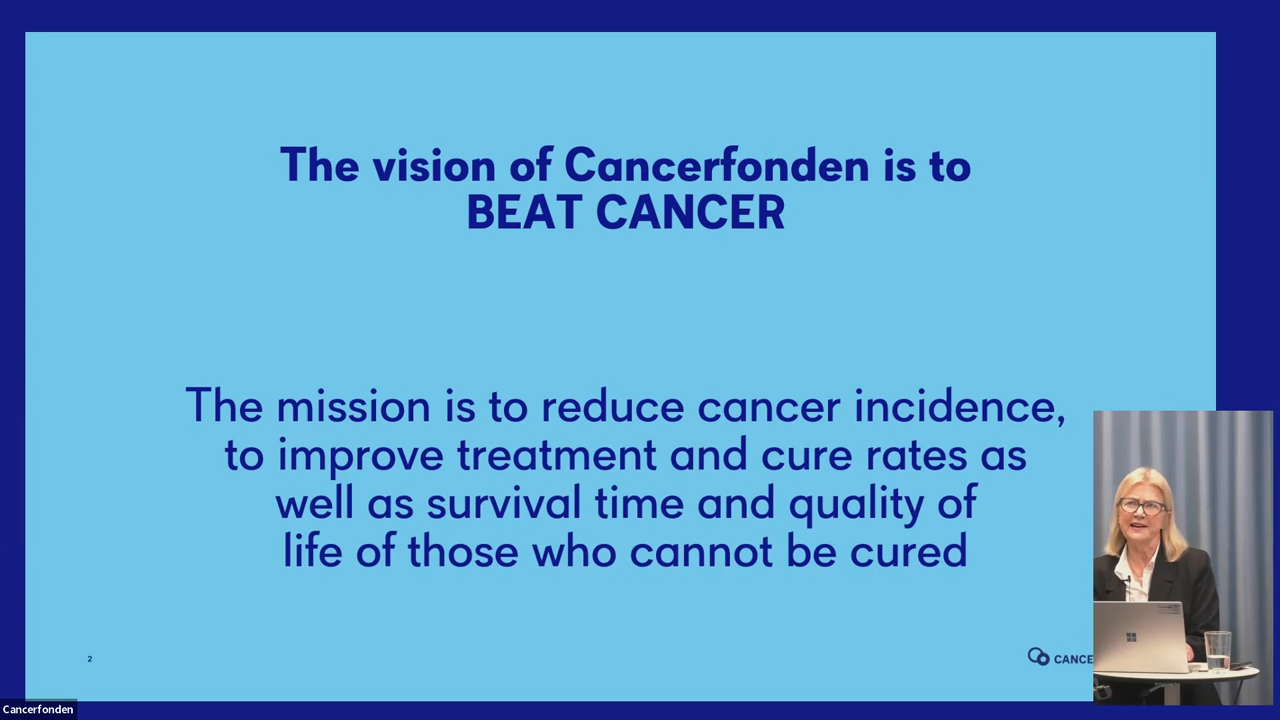 The vision of Cancerfonden is to
BEAT CANCER
The mission is to reduce cancer incidence,
to improve treatment and cure rates as
well as survival time and quality of
life of those who cannot be cured
2
CANCE
Cancerfonden